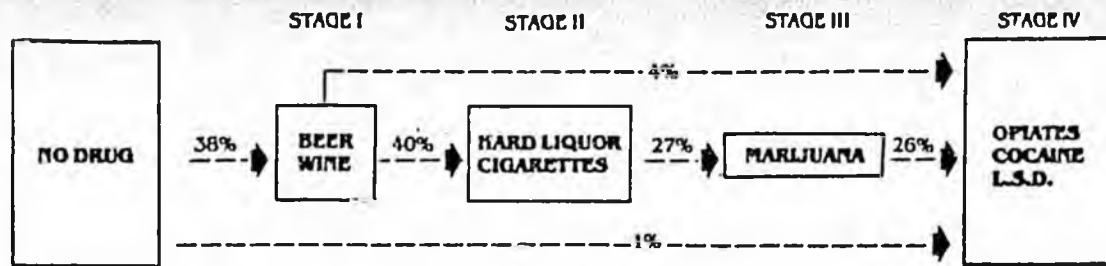 STAGE I STAGE II STAGE III STAGE IV
4%
NO DRUG 38% BEER WINE 40% HARD LIQUOR CIGARETTES 27% MARIJUANA 26% OPIATES COCAINE L.S.D.
1%